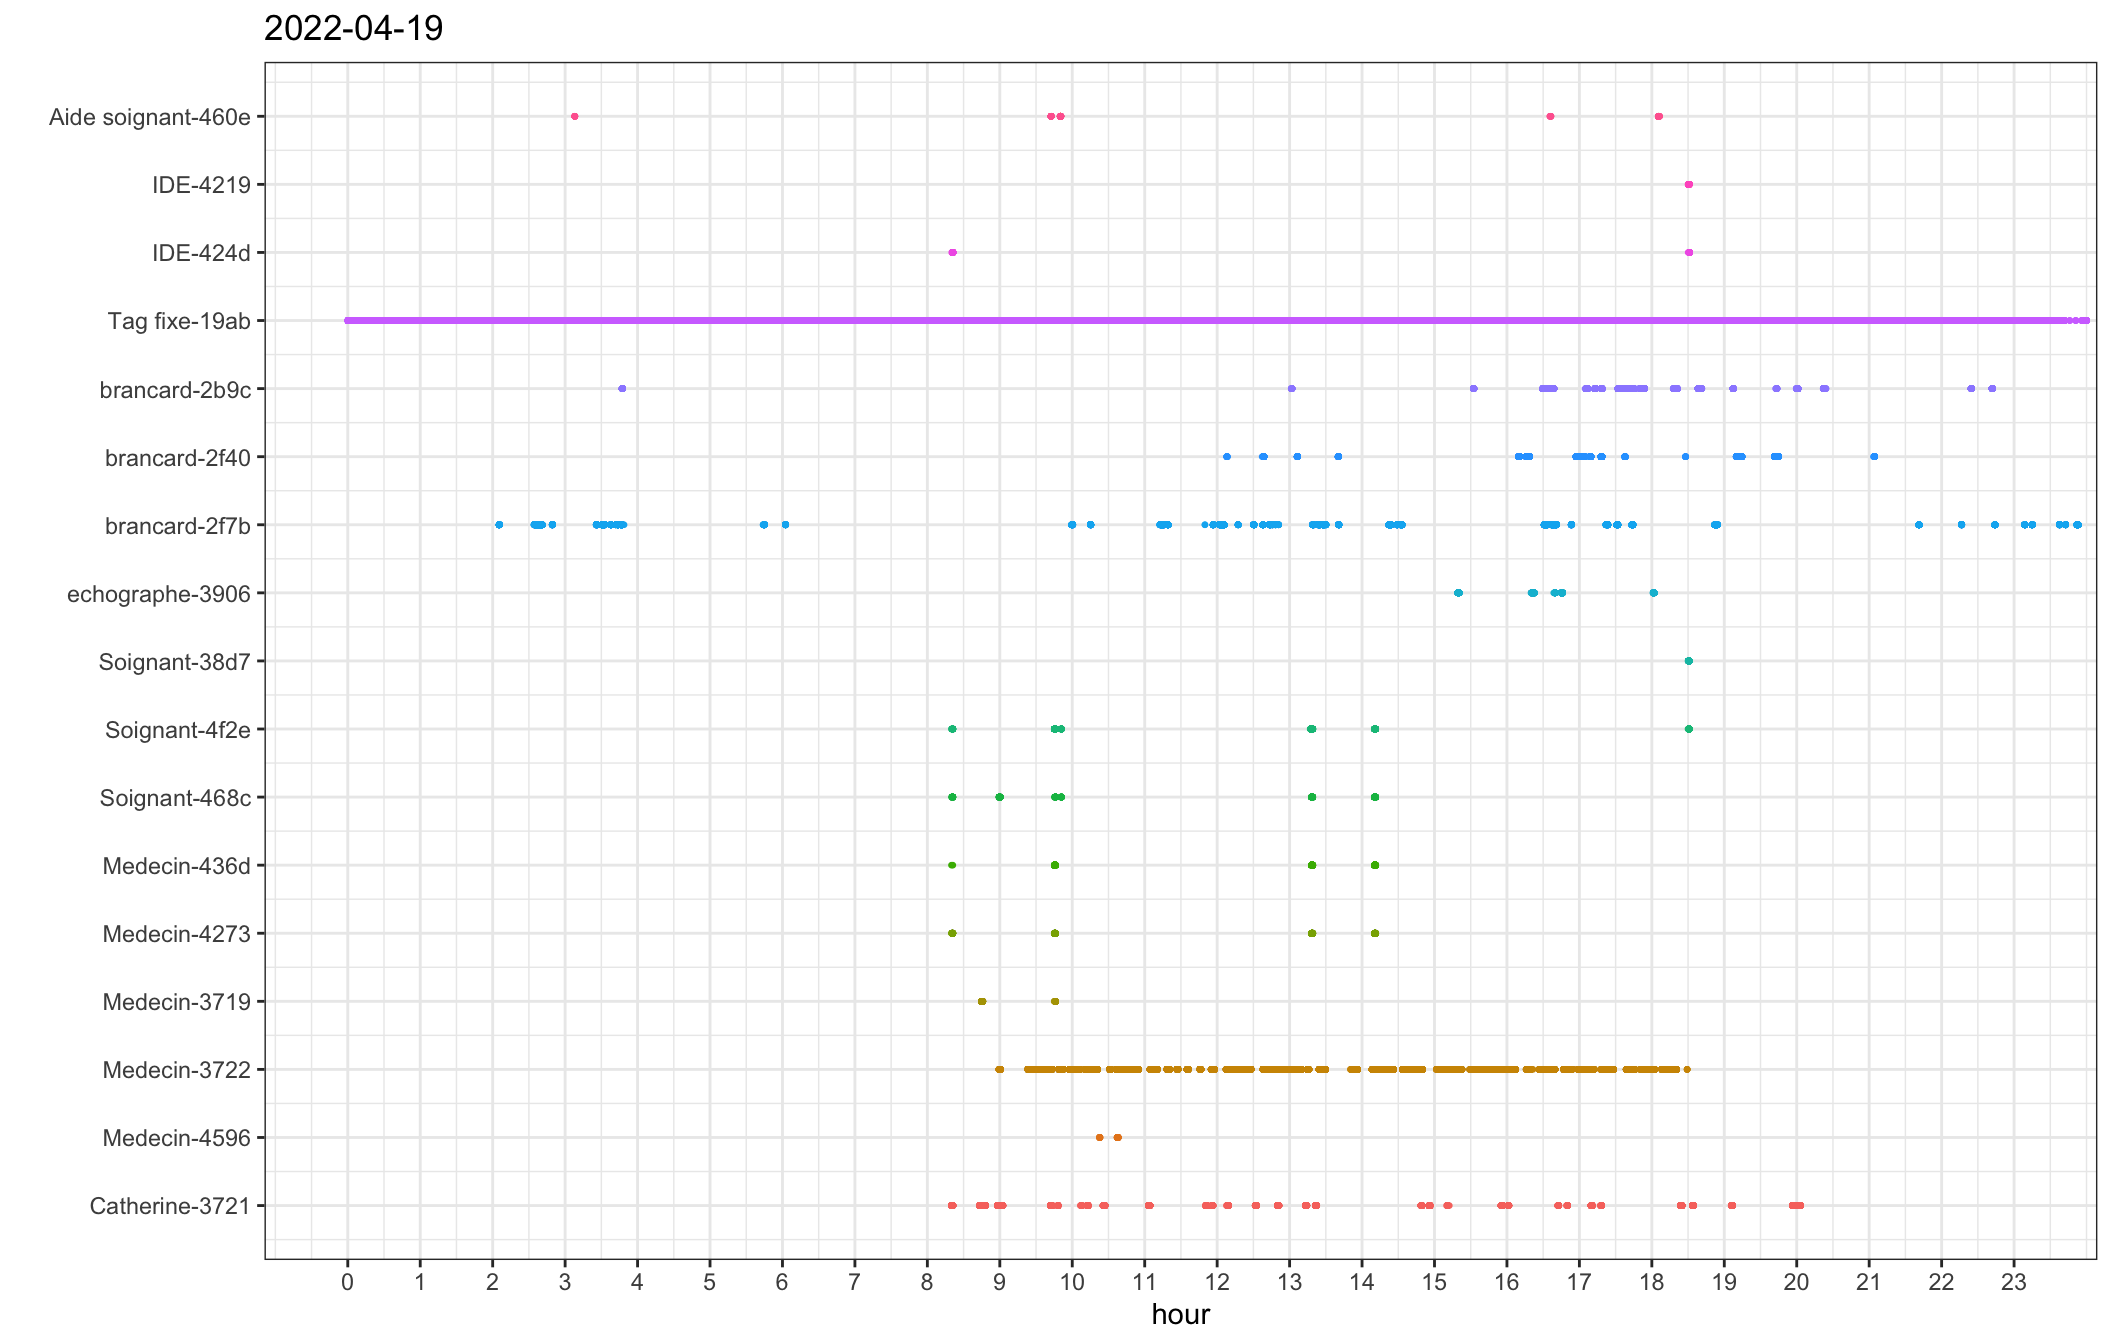 2022-04-19
Aide soignant-460e
IDE-4219
IDE-424d
Tag fixe-19ab
brancard-2b9c
brancard-2f40
brancard-2f7b
echographe-3906
Soignant-38d7
Soignant-4f2e
Soignant-468c
Medecin-436d
Medecin-4273
Medecin-3719
Medecin-3722
Medecin-4596
Catherine-3721
0 1 2 3 4 5 6 7 8 9 10 11 12 13 14 15 16 17 18 19 20 21 22 23
hour